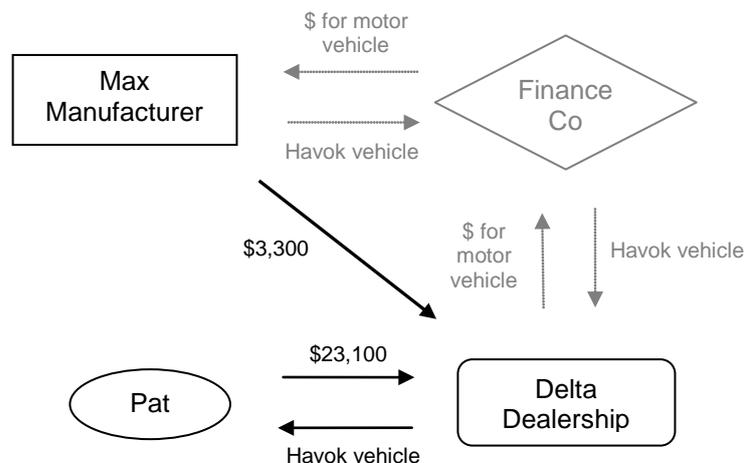 $ for motor
vehicle
Max
Manufacturer
Finance
Co
Havok vehicle
$3,300
$ for
motor
vehicle
Havok vehicle
$23,100
Pat
Delta
Dealership
Havok vehicle